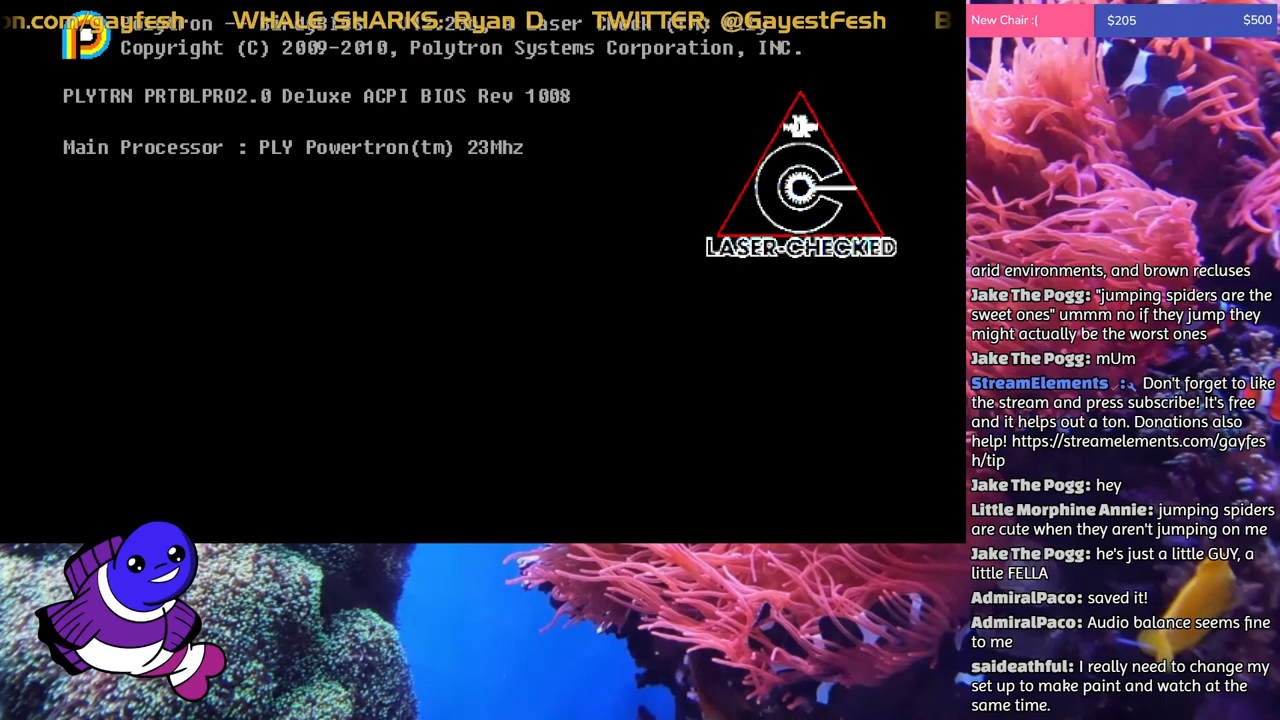 on.com/gayfesh WHALE SHARKS: Ryan D. TWITTER: @GayestFesh B
Laser Check (tm)
Copyright (C) 2009-2010, Polytron Systems Corporation, INC.
PLYTRN PRTBLPRO2.0 Deluxe ACPI BIOS Rev 1008
Main Processor : PLY Powertron(tm) 23Mhz
LASER-CHECKED
New Chair :( $205 $500
arid environments, and brown recluses
Jake The Pogg: "jumping spiders are the
sweet ones" ummm no if they jump they
might actually be the worst ones
Jake The Pogg: mUm
StreamElements : Don't forget to like
the stream and press subscribe! It's free
and it helps out a ton. Donations also
help! https://streamelements.com/gayfes
h/tip
Jake The Pogg: hey
Little Morphine Annie: jumping spiders
are cute when they aren't jumping on me
Jake The Pogg: he's just a little GUY, a
little FELLA
AdmiralPaco: saved it!
AdmiralPaco: Audio balance seems fine
to me
saideathful: I really need to change my
set up to make paint and watch at the
same time.